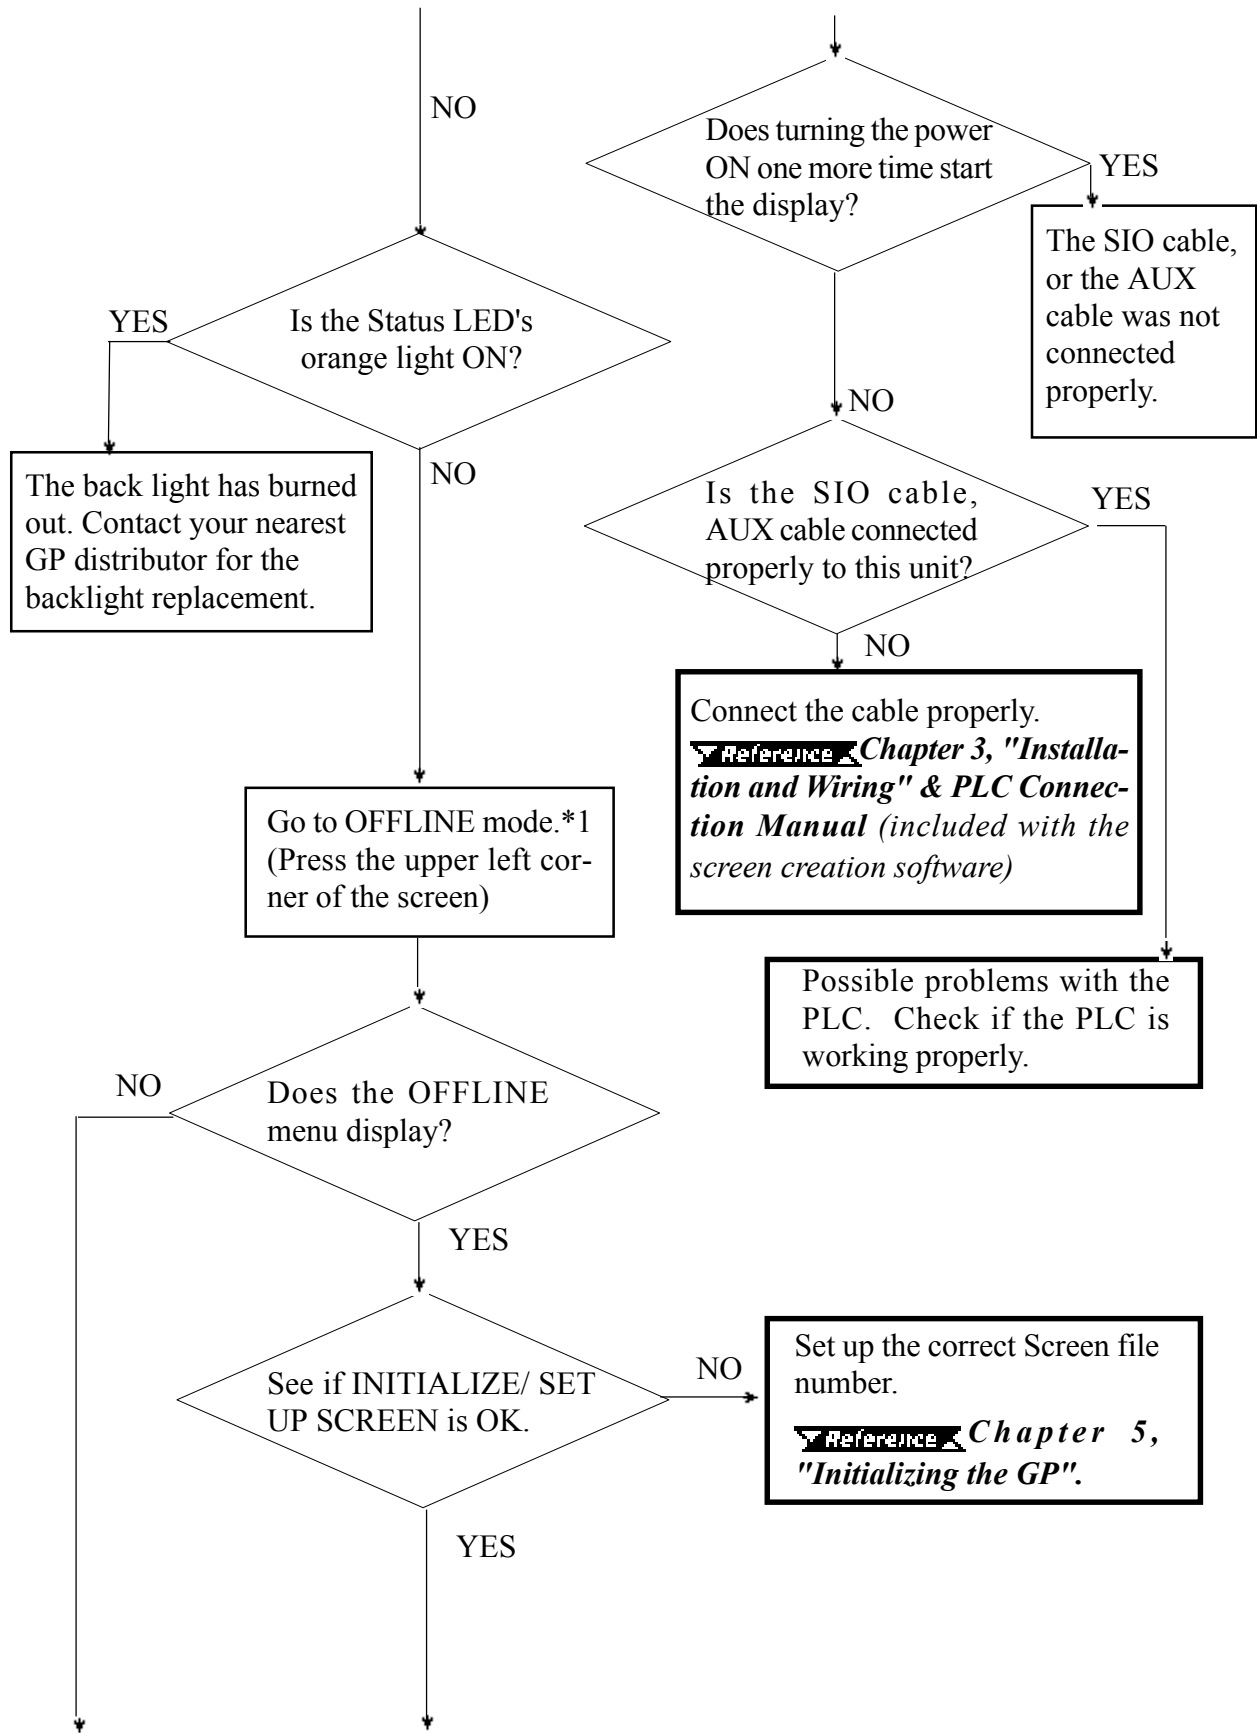 NO
Does turning the power
ON one more time start
the display?
YES
The SIO cable,
or the AUX
cable was not
connected
properly.
YES
Is the Status LED's
orange light ON?
NO
NO
The back light has burned
out. Contact your nearest
GP distributor for the
backlight replacement.
Is the SIO cable,
AUX cable connected
properly to this unit?
YES
NO
Connect the cable properly.
Reference Chapter 3, "Installa-
tion and Wiring" & PLC Connec-
tion Manual (included with the
screen creation software)
Go to OFFLINE mode.*1
(Press the upper left cor-
ner of the screen)
Possible problems with the
PLC. Check if the PLC is
working properly.
NO
Does the OFFLINE
menu display?
YES
See if INITIALIZE/ SET
UP SCREEN is OK.
NO
Set up the correct Screen file
number.
Reference Chapter 5,
"Initializing the GP".
YES